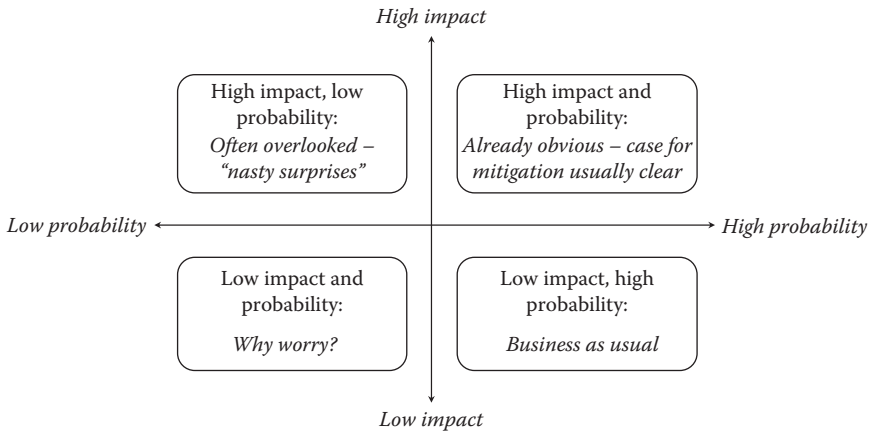 High impact
High impact, low
probability:
Often overlooked –
“nasty surprises”
High impact and
probability:
Already obvious – case for
mitigation usually clear
Low probability
High probability
Low impact and
probability:
Why worry?
Low impact, high
probability:
Business as usual
Low impact